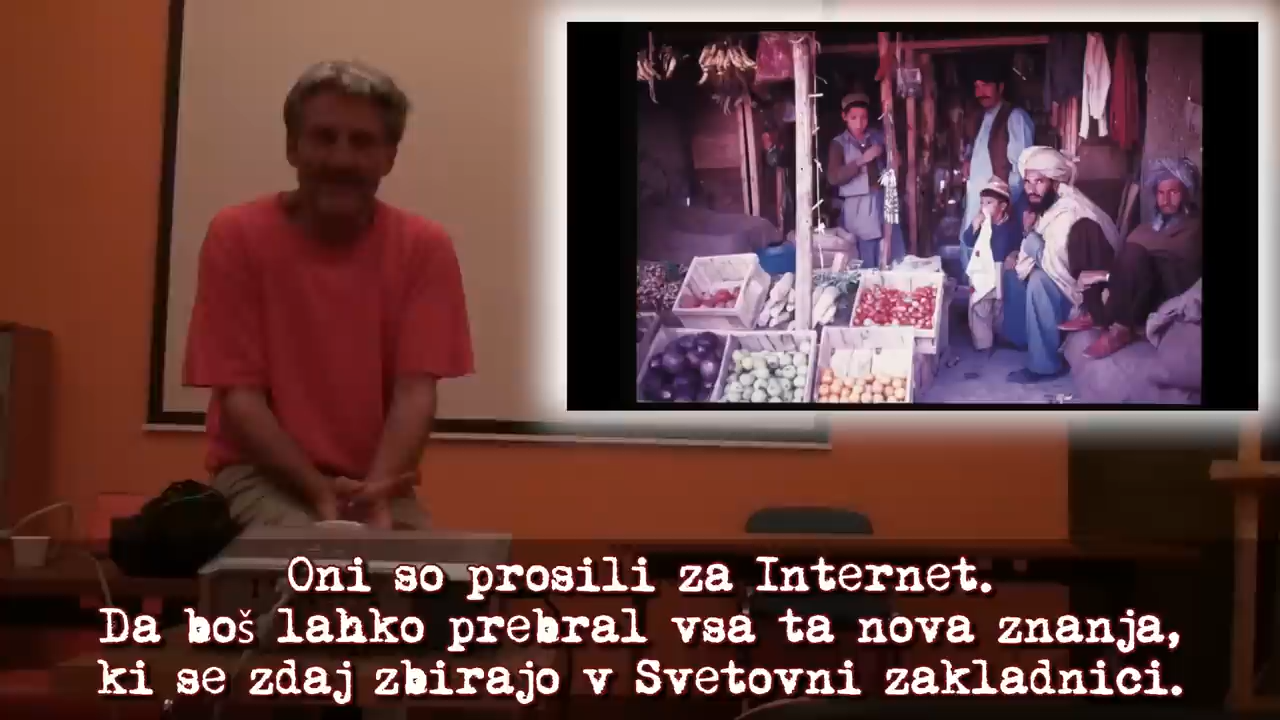 Oni so prosili za Internet.
Da boš lahko prebral vsa ta nova znanja,
ki se zdaj zbirajo v Svetovni zakladnici.